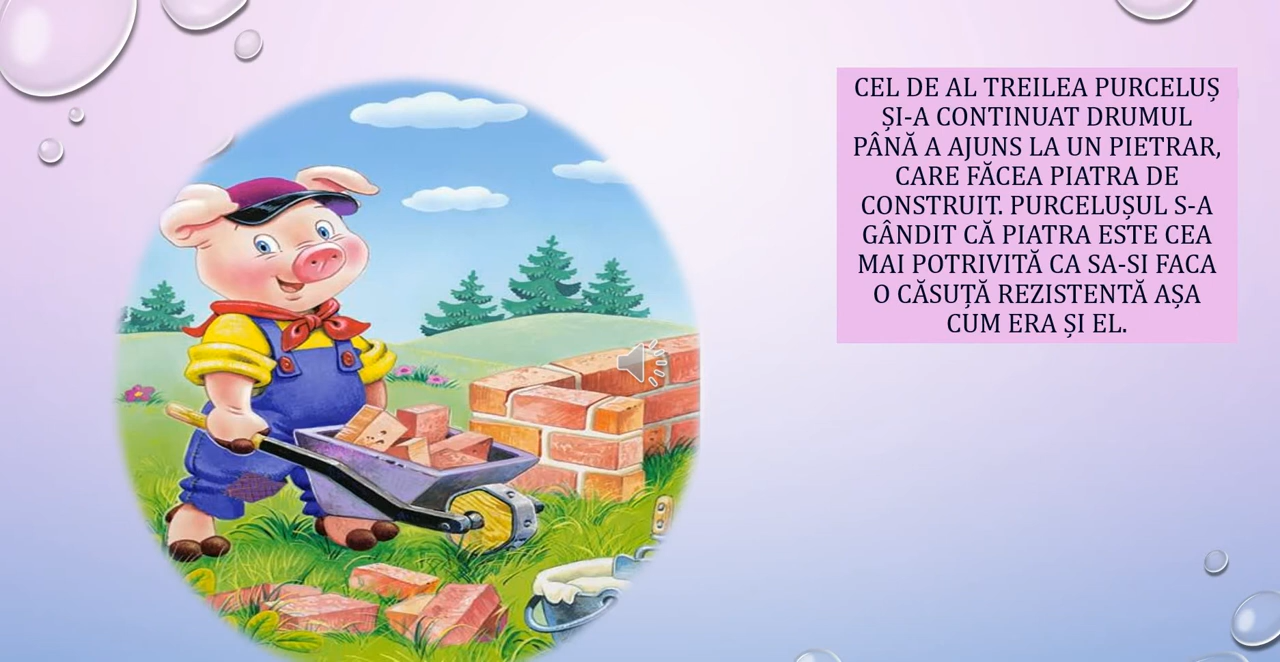 CEL DE AL TREILEA PURCELUȘ
ȘI-A CONTINUAT DRUMUL
PÂNĂ A AJUNS LA UN PIETRAR,
CARE FĂCEA PIATRA DE
CONSTRUIT. PURCELUȘUL S-A
GÂNDIT CĂ PIATRA ESTE CEA
MAI POTRIVITĂ CA SA-SI FACA
O CĂSUȚĂ REZISTENTĂ AȘA
CUM ERA ȘI EL.